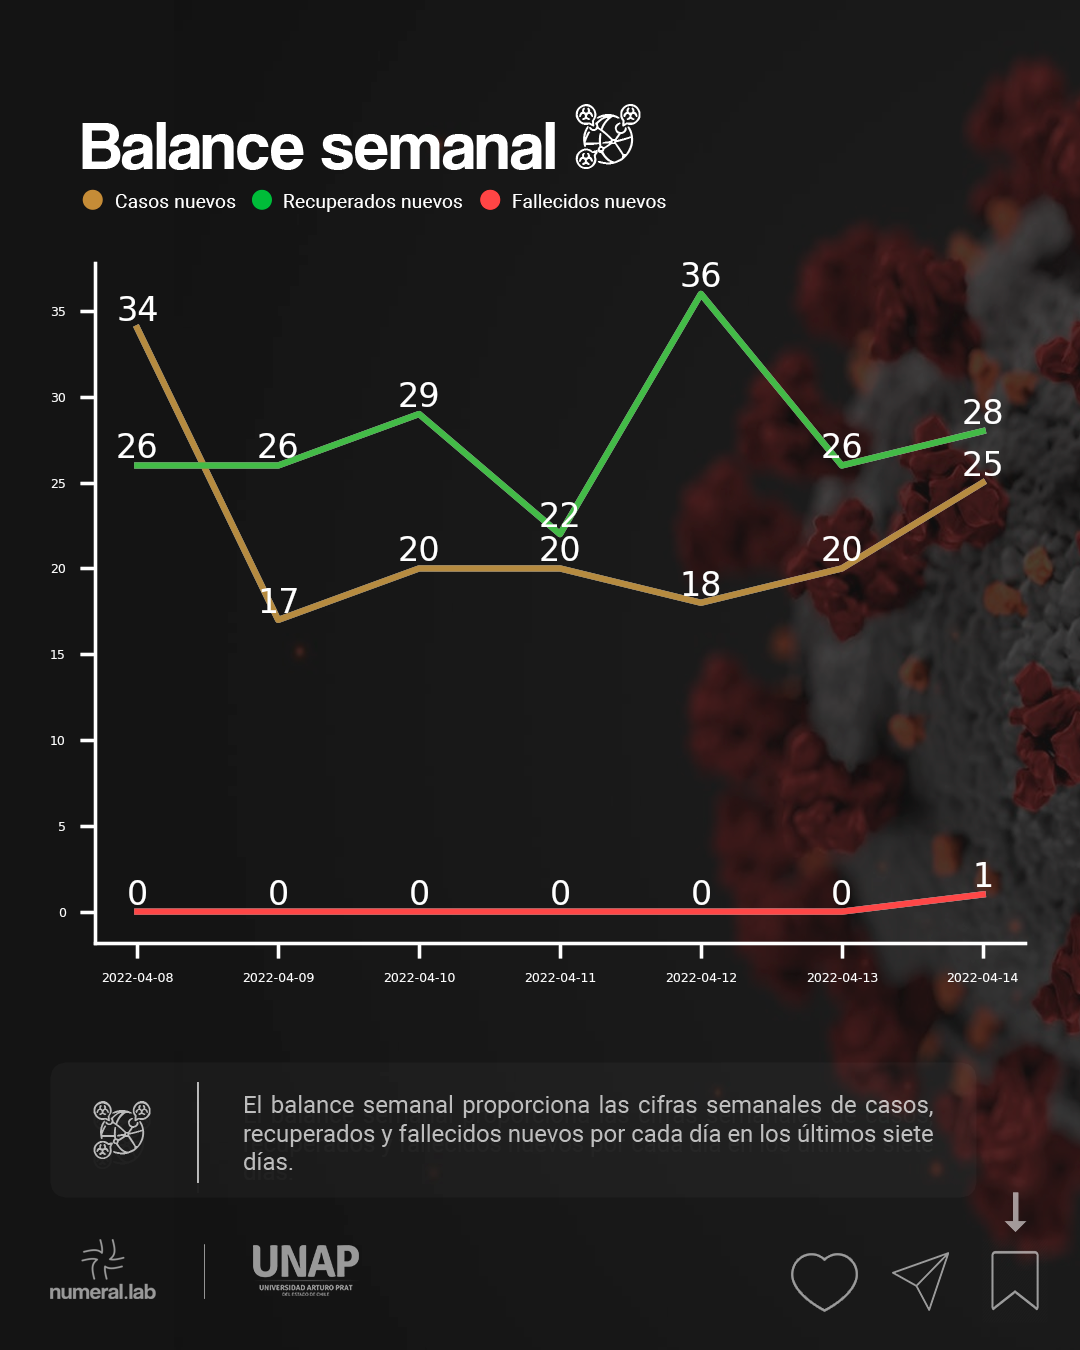 Balance semanal
Casos nuevos Recuperados nuevos Fallecidos nuevos
36
34
35
30
29
28
26 26 26
25
25
22
20 20 20
20
18
17
15
10
5
1
0 0 0 0 0 0
0
2022-04-08 2022-04-09 2022-04-10 2022-04-11 2022-04-12 2022-04-13 2022-04-14
El balance semanal proporciona las cifras semanales de casos,
recuperados y fallecidos nuevos por cada día en los últimos siete
días.
numeral.lab
UNAP
UNIVERSIDAD ARTURO PRAT
DEL ESTADO DE CHILE